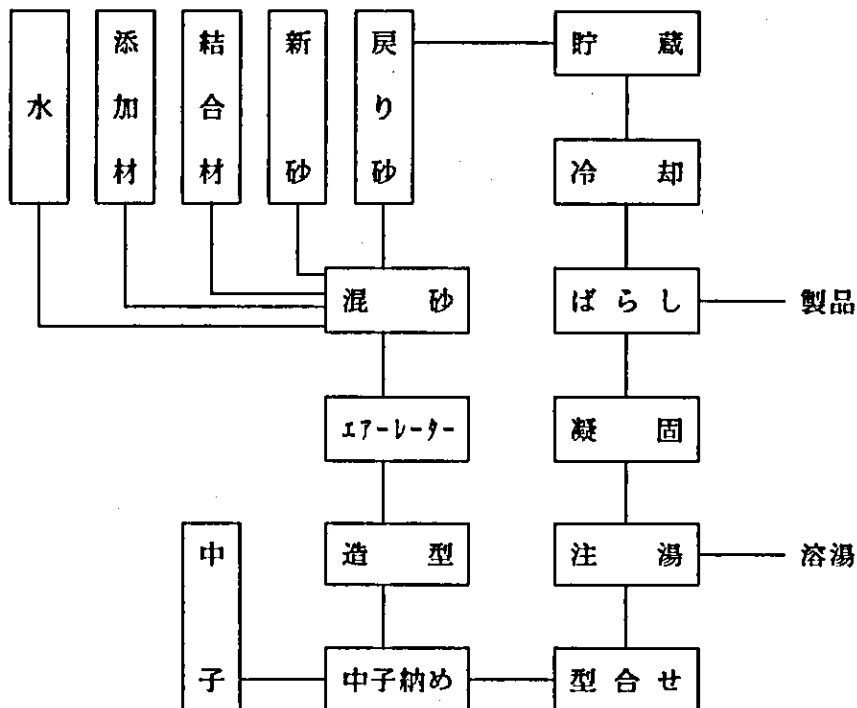 水
添加材
結合材
新砂
戻り砂
貯蔵
冷却
混砂
ばらし
製品
エアーレーター
凝固
中子
造型
注湯
溶湯
中子納め
型合せ